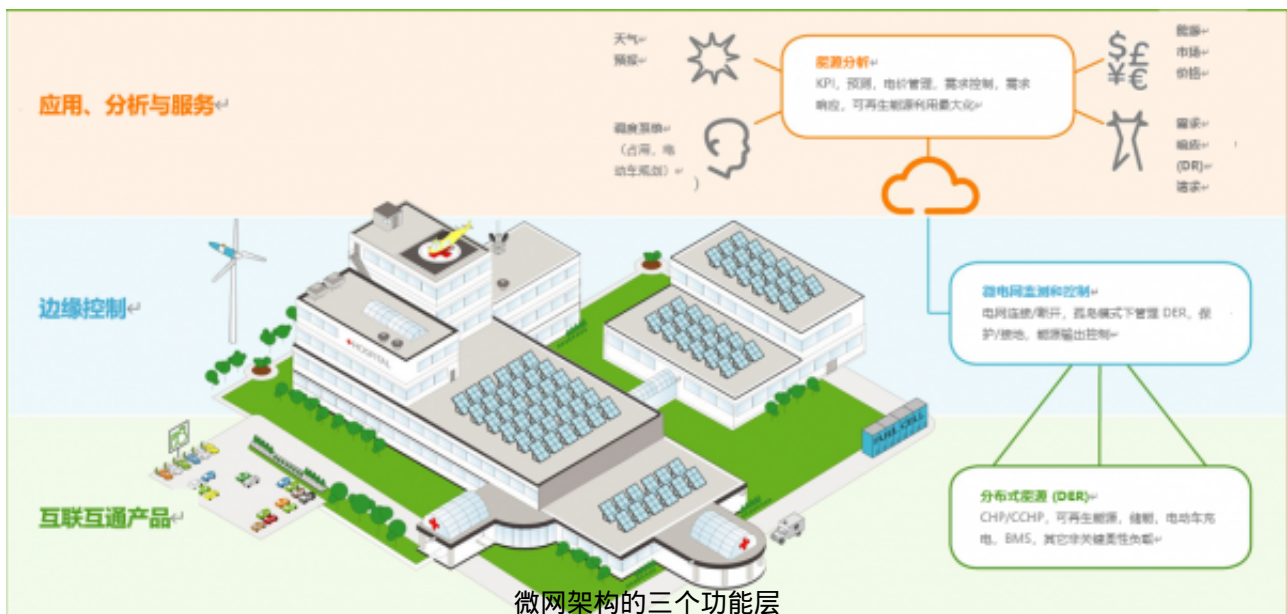 天气
预报
能源分析
KPI，预测，电价管理，需求控制，需求
响应，可再生能源利用最大化
能源
市场
价格
应用、分析与服务
调度系统
（占用，电
动车规划）
需求
响应
(DR)
请求
边缘控制
HOSPITAL
微电网监测和控制
电网连续/断开，孤岛模式下管理 DER，保
护/接地，能源输出控制
FUEL CELL
互联互通产品
分布式能源 (DER)
CHP/CCHP，可再生能源，储能，电动车充
电，BMS，其它非关键柔性负载
微网架构的三个功能层